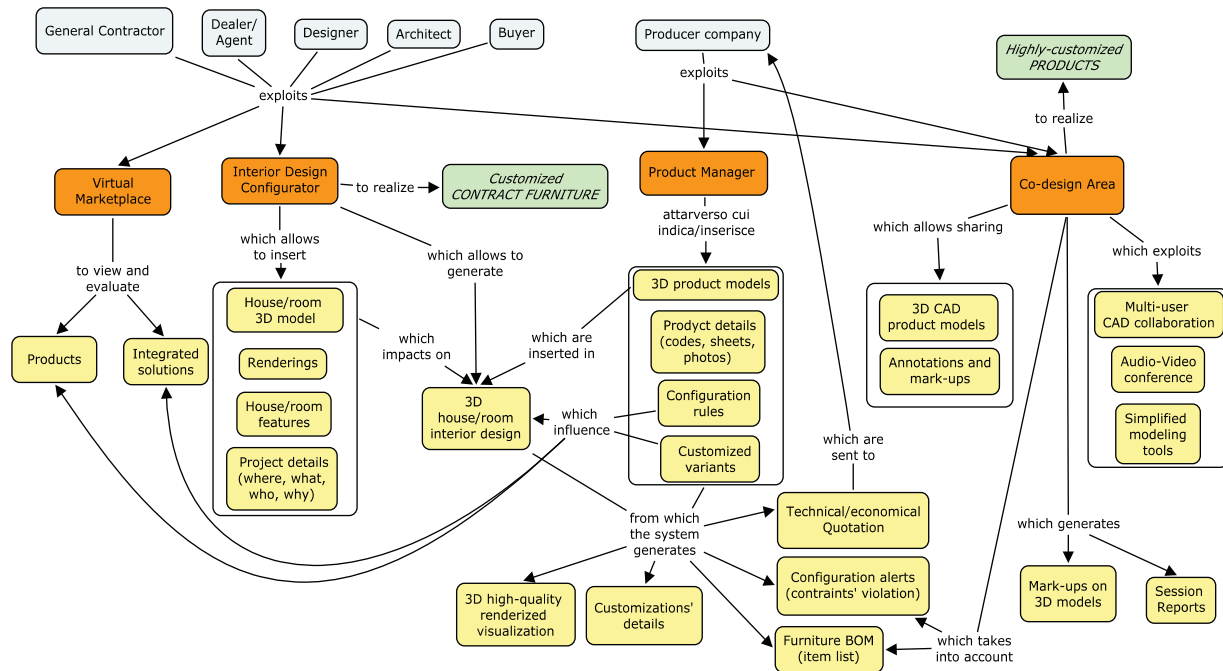 General Contractor
Dealer/
Agent
Designer
Architect
Buyer
Producer company
Highly-customized
PRODUCTS
exploits
exploits
to realize
Virtual
Marketplace
Interior Design
Configurator
to realize
Customized
CONTRACT FURNITURE
Product Manager
Co-design Area
which allows
to insert
which allows to
generate
attarverso cui
indica/inserisce
which allows sharing
which exploits
to view and
evaluate
Products
Integrated
solutions
House/room
3D model
Renderings
House/room
features
Project details
(where, what,
who, why)
which
impacts on
which are
inserted in
3D
house/room
interior design
which
influence
3D product models
Prodyct details
(codes, sheets,
photos)
Configuration
rules
Customized
variants
3D CAD
product models
Annotations and
mark-ups
Multi-user
CAD collaboration
Audio-Video
conference
Simplified
modeling
tools
which are
sent to
from which
the system
generates
Technical/economical
Quotation
Configuration alerts
(contraints' violation)
Furniture BOM
(item list)
3D high-quality
renderized
visualization
Customizations'
details
which takes
into account
which generates
Mark-ups on
3D models
Session
Reports